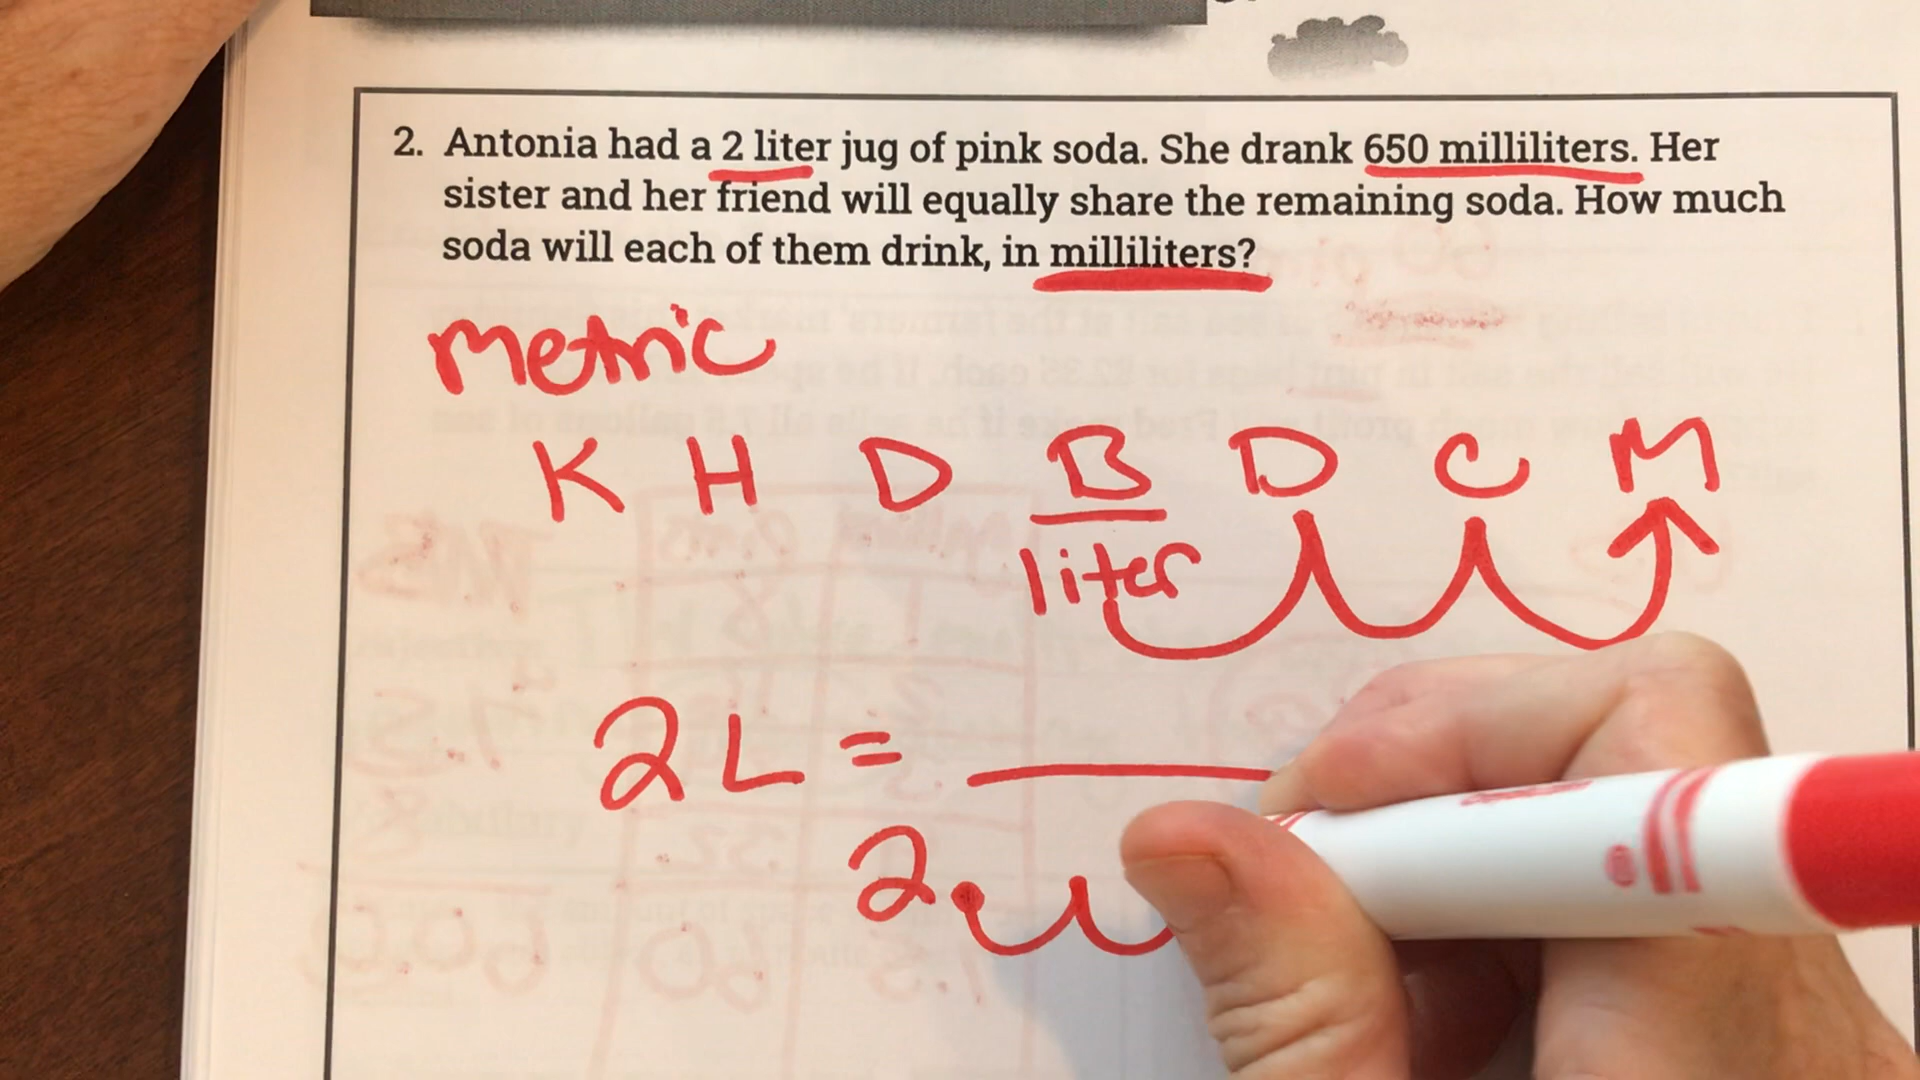 2. Antonia had a 2 liter jug of pink soda. She drank 650 milliliters. Her
sister and her friend will equally share the remaining soda. How much
soda will each of them drink, in milliliters?
Metric
K H D B D C M
liter
2L =
2.